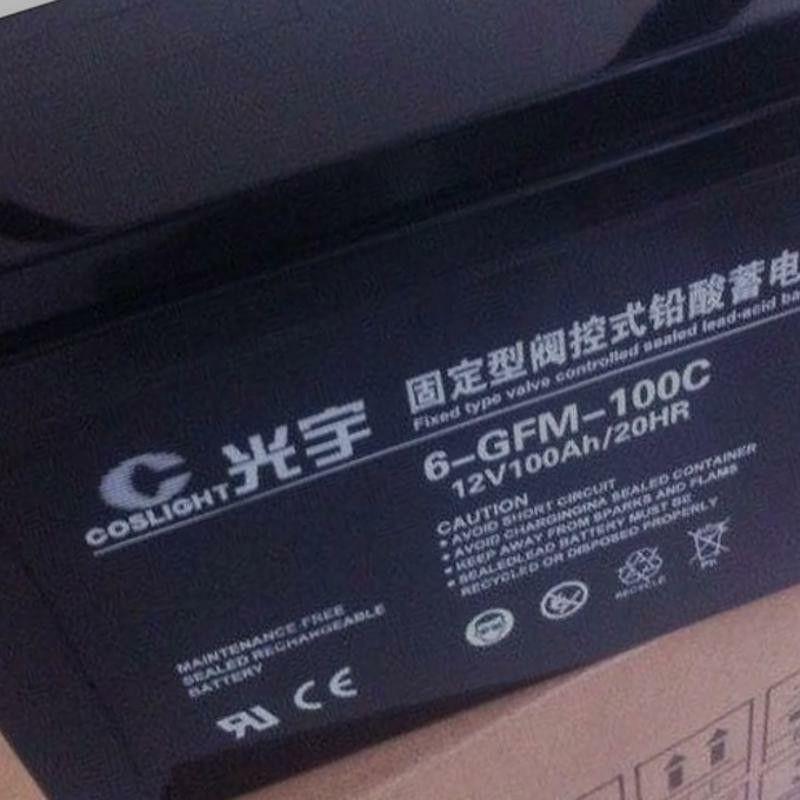 固定型阀控式铅酸蓄电
Fixed type valve controlled sealed lead-acid ba
光宇
COSLIGHT
6-GFM-100C
12V100Ah/20HR
CAUTION
• AVOID SHORT CIRCUIT
• AVOID CHARGINGINA SEALED CONTAINER
• KEEP AWAY FROM SPARKS AND FLAMS
• SEALEDLEAD BATTERY MUST BE
RECYCLED OR DISPOSED PROPERLY
RECYCLE
Pb
MAINTENANCE FREE
SEALED RECHARGEABLE
BATTERY
CE